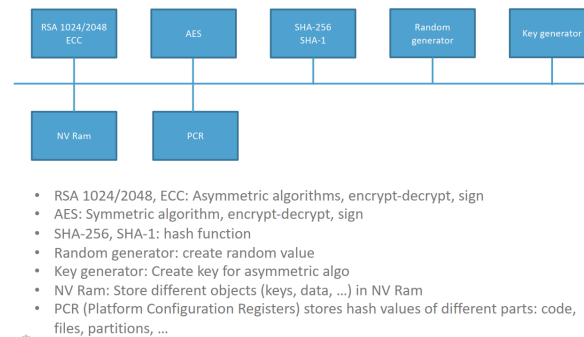 RSA 1024/2048
ECC
AES
SHA-256
SHA-1
Random
generator
Key generator
NV Ram
PCR
• RSA 1024/2048, ECC: Asymmetric algorithms, encrypt-decrypt, sign
• AES: Symmetric algorithm, encrypt-decrypt, sign
• SHA-256, SHA-1: hash function
• Random generator: create random value
• Key generator: Create key for asymmetric algo
• NV Ram: Store different objects (keys, data, ...) in NV Ram
• PCR (Platform Configuration Registers) stores hash values of different parts: code,
files, partitions, ...